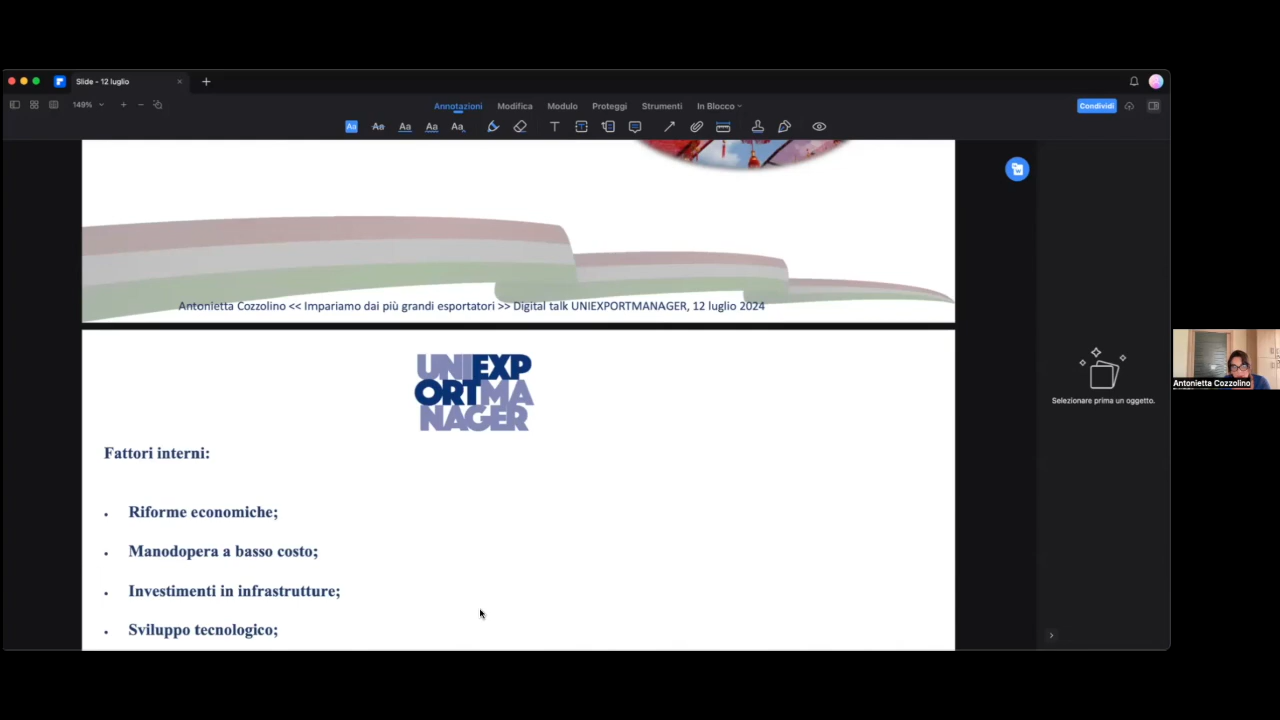 Slide - 12 luglio
149%
Annotazioni
Modifica
Modulo
Proteggi
Strumenti
In Blocco
Condividi
Antonietta Cozzolino << Impariamo dai più grandi esportatori >> Digital talk UNIEXPORTMANAGER, 12 luglio 2024
UNIEXP
ORTMA
NAGER
Fattori interni:
• Riforme economiche;
• Manodopera a basso costo;
• Investimenti in infrastrutture;
• Sviluppo tecnologico;
Selezionare prima un oggetto.
Antonietta Cozzolino